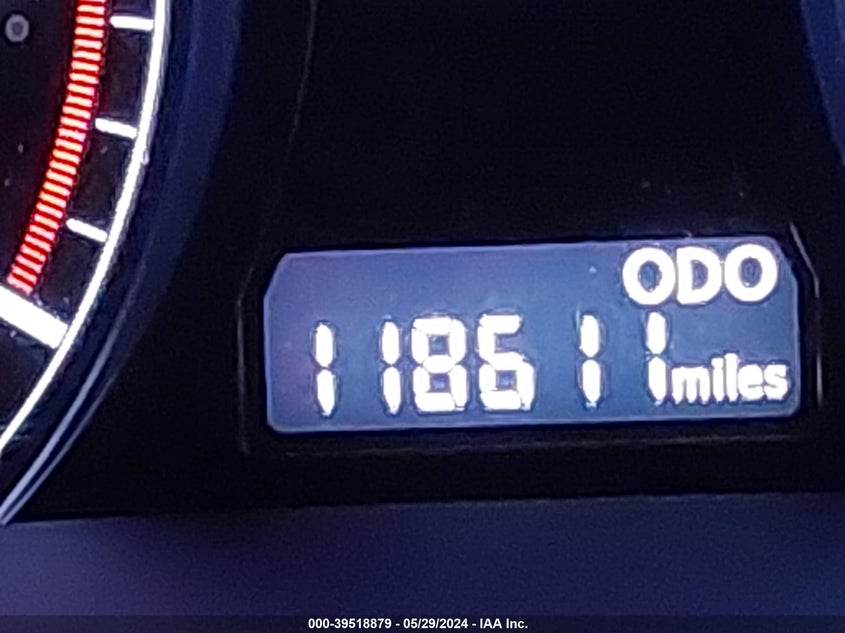 ODO
118611 miles
000-39518879 - 05/29/2024 - IAA Inc.